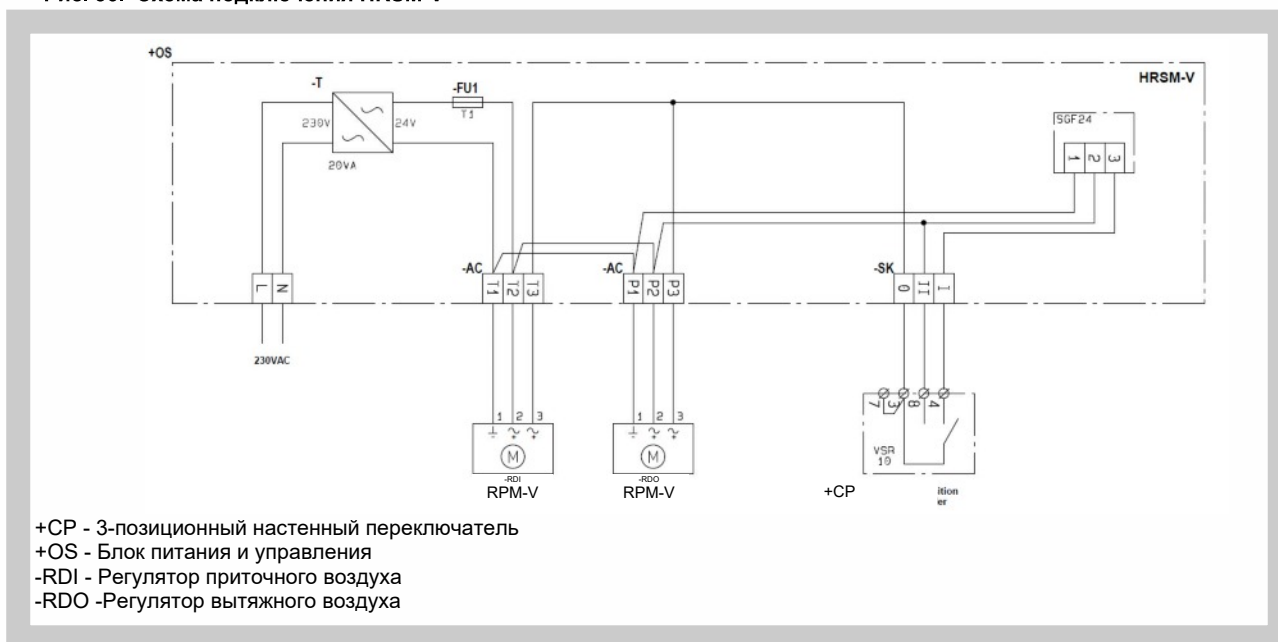 +OS
HRSM-V
-T
-FU1
T1
230V
24V
20VA
SGF24
1 2 3
-AC
-AC
-SK
L N
T1 T2 T3
P1 P2 P3
0 II I
230VAC
1 2 3
1 2 3
7 3 8 4
M
M
VSR
10
-RDI
-RDO
RPM-V
RPM-V
+CP
ition
er
+CP - 3-позиционный настенный переключатель
+OS - Блок питания и управления
-RDI - Регулятор приточного воздуха
-RDO -Регулятор вытяжного воздуха